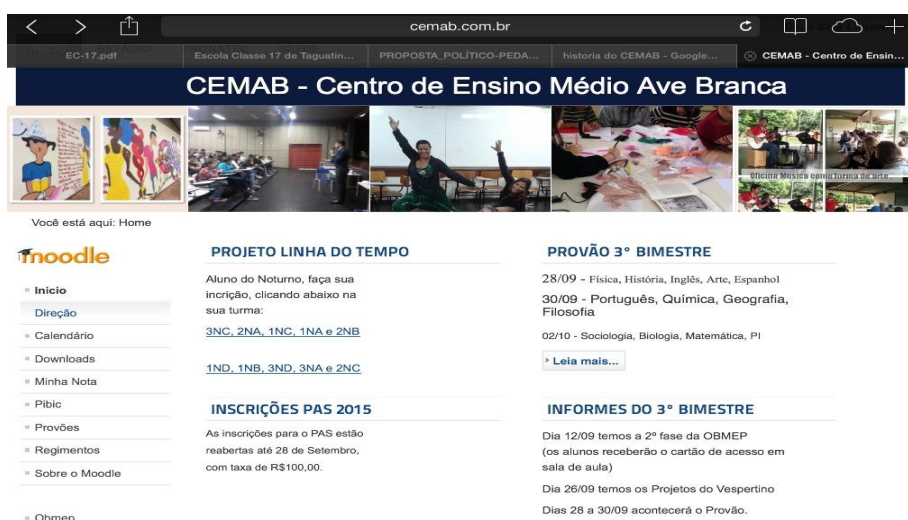 cemab.com.br
EC-17.pdf
Escola Classe 17 de Taguatin...
PROPOSTA_POLÍTICO-PEDA...
historia do CEMAB - Google...
CEMAB - Centro de Ensin...
CEMAB - Centro de Ensino Médio Ave Branca
Oficina Música como forma de arte...
Você está aqui: Home
moodle
Inicio
Direção
Calendário
Downloads
Minha Nota
Pibic
Provões
Regimentos
Sobre o Moodle
Obmep
PROJETO LINHA DO TEMPO
Aluno do Noturno, faça sua
incrição, clicando abaixo na
sua turma:
3NC, 2NA, 1NC, 1NA e 2NB
1ND, 1NB, 3ND, 3NA e 2NC
INSCRIÇÕES PAS 2015
As inscrições para o PAS estão
reabertas até 28 de Setembro,
com taxa de R$100,00.
PROVÃO 3° BIMESTRE
28/09 - Física, História, Inglês, Arte, Espanhol
30/09 - Português, Química, Geografia,
Filosofia
02/10 - Sociologia, Biologia, Matemática, PI
Leia mais...
INFORMES DO 3° BIMESTRE
Dia 12/09 temos a 2º fase da OBMEP
(os alunos receberão o cartão de acesso em
sala de aula)
Dia 26/09 temos os Projetos do Vespertino
Dias 28 a 30/09 acontecerá o Provão.